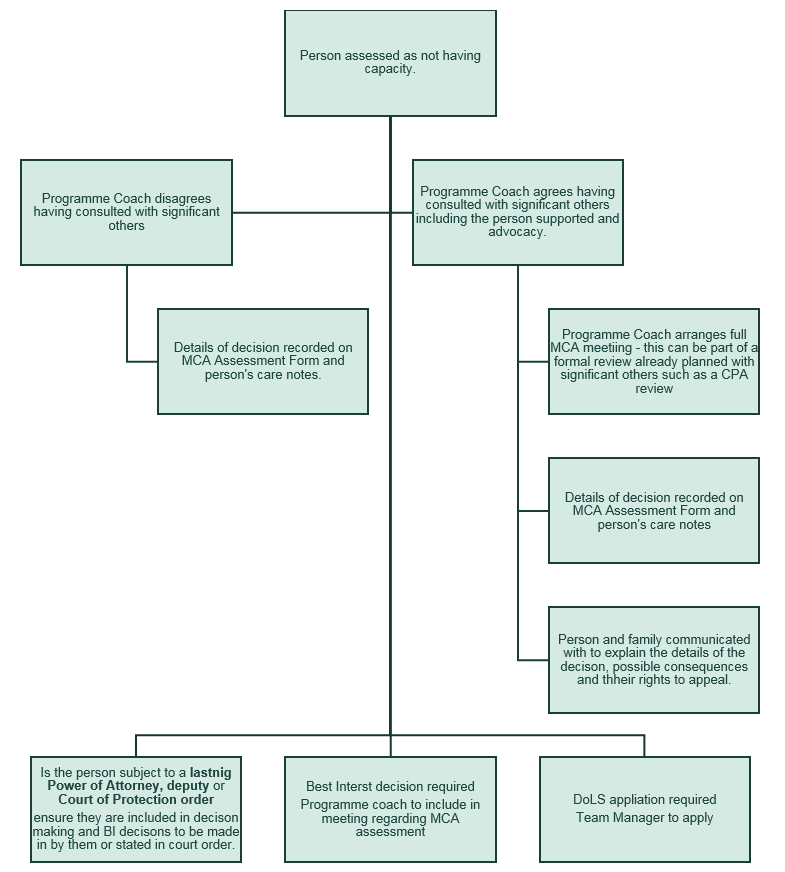 Person assessed as not having
capacity.
Programme Coach disagrees
having consulted with significant
others
Programme Coach agrees having
consulted with significant others
including the person supported and
advocacy.
Details of decision recorded on
MCA Assessment Form and
person's care notes.
Programme Coach arranges full
MCA meetiing - this can be part of a
formal review already planned with
significant others such as a CPA
review
Details of decision recorded on
MCA Assessment Form and
person's care notes
Person and family communicated
with to explain the details of the
decison, possible consequences
and thheir rights to appeal.
Is the person subject to a lastnig
Power of Attorney, deputy or
Court of Protection order
ensure they are included in decison
making and BI decisons to be made
in by them or stated in court order.
Best Interst decision required
Programme coach to include in
meeting regarding MCA
assessment
DoLS appliation required
Team Manager to apply